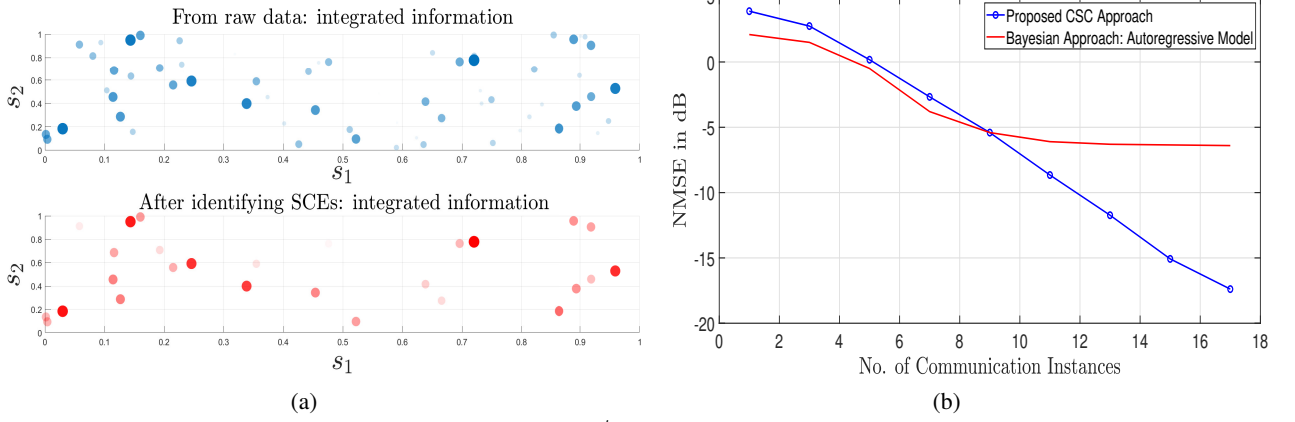 From raw data: integrated information
1
0.8
0.6
0.4
0.2
0
s₂
0 0.1 0.2 0.3 0.4 0.5 0.6 0.7 0.8 0.9 1
s₁
After identifying SCEs: integrated information
1
0.8
0.6
0.4
0.2
0
s₂
0 0.1 0.2 0.3 0.4 0.5 0.6 0.7 0.8 0.9 1
s₁
(a)
Proposed CSC Approach
Bayesian Approach: Autoregressive Model
0
-5
-10
-15
-20
NMSE in dB
0 2 4 6 8 10 12 14 16 18
No. of Communication Instances
(b)